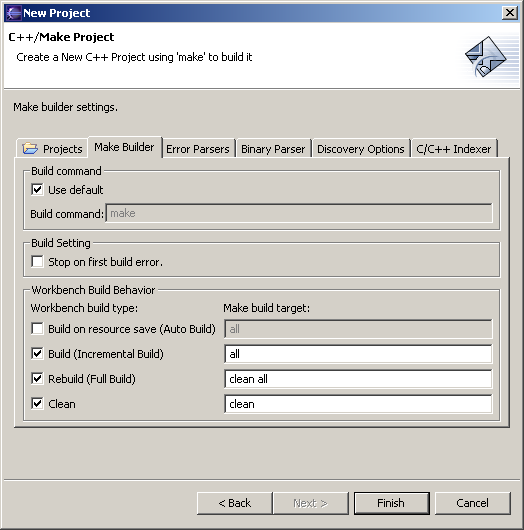 New Project
C++/Make Project
Create a New C++ Project using 'make' to build it
Make builder settings.
Projects Make Builder Error Parsers Binary Parser Discovery Options C/C++ Indexer
Build command
Use default
Build command: make
Build Setting
Stop on first build error.
Workbench Build Behavior
Workbench build type: Make build target:
Build on resource save (Auto Build) all
Build (Incremental Build) all
Rebuild (Full Build) clean all
Clean clean
< Back Next > Finish Cancel